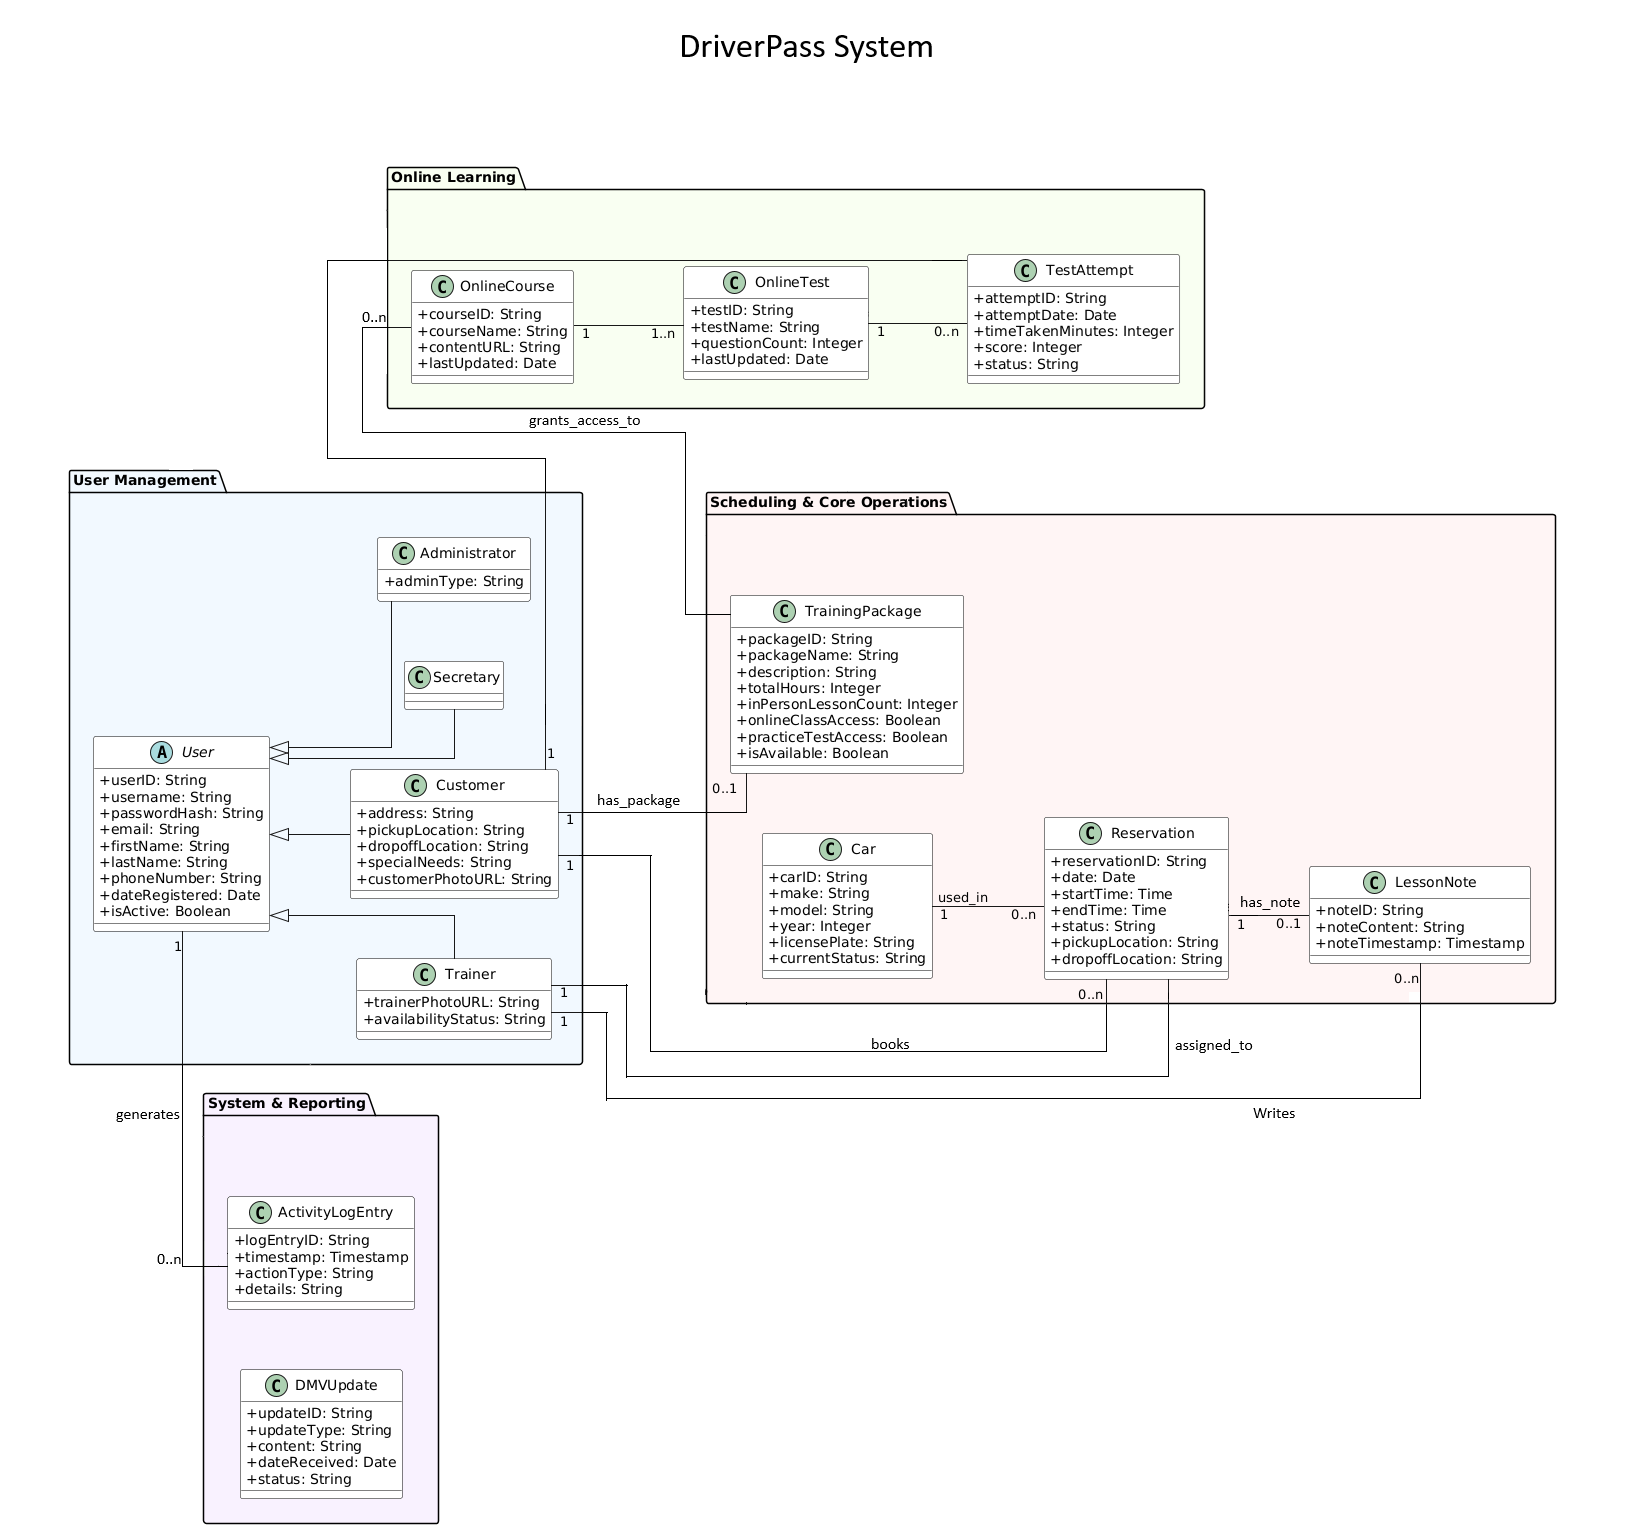 DriverPass System
Online Learning
C OnlineCourse
+courseID: String
+courseName: String
+contentURL: String
+lastUpdated: Date
0..n
1
1..n
C OnlineTest
+testID: String
+testName: String
+questionCount: Integer
+lastUpdated: Date
1
0..n
C TestAttempt
+attemptID: String
+attemptDate: Date
+timeTakenMinutes: Integer
+score: Integer
+status: String
grants_access_to
User Management
C Administrator
+adminType: String
C Secretary
A User
+userID: String
+username: String
+passwordHash: String
+email: String
+firstName: String
+lastName: String
+phoneNumber: String
+dateRegistered: Date
+isActive: Boolean
1
1
C Customer
+address: String
+pickupLocation: String
+dropoffLocation: String
+specialNeeds: String
+customerPhotoURL: String
1
has_package
0..1
1
C Trainer
+trainerPhotoURL: String
+availabilityStatus: String
1
1
Scheduling & Core Operations
C TrainingPackage
+packageID: String
+packageName: String
+description: String
+totalHours: Integer
+inPersonLessonCount: Integer
+onlineClassAccess: Boolean
+practiceTestAccess: Boolean
+isAvailable: Boolean
C Car
+carID: String
+make: String
+model: String
+year: Integer
+licensePlate: String
+currentStatus: String
used_in
1
0..n
C Reservation
+reservationID: String
+date: Date
+startTime: Time
+endTime: Time
+status: String
+pickupLocation: String
+dropoffLocation: String
0..n
has_note
1
0..1
C LessonNote
+noteID: String
+noteContent: String
+noteTimestamp: Timestamp
0..n
books
assigned_to
Writes
generates
0..n
System & Reporting
C ActivityLogEntry
+logEntryID: String
+timestamp: Timestamp
+actionType: String
+details: String
C DMVUpdate
+updateID: String
+updateType: String
+content: String
+dateReceived: Date
+status: String